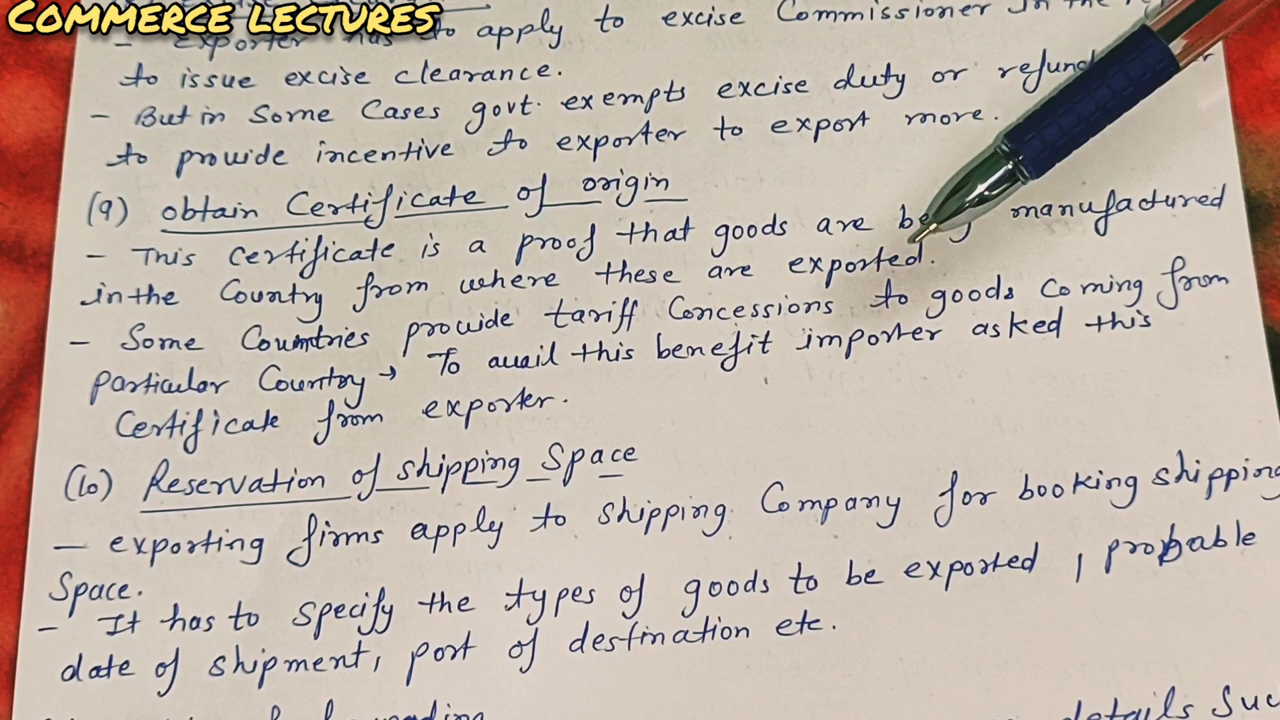 COMMERCE LECTURES
- Exporter has to apply to excise Commissioner in the
to issue excise clearance.
- But in some cases govt. exempts excise duty or refund
to provide incentive to exporter to export more.
(9) obtain Certificate of origin
- This certificate is a proof that goods are manufactured
in the Country from where these are exported.
- Some Countries provide tariff Concessions to goods coming from
particular Country → To avail this benefit importer asked this
Certificate from exporter.
(10) Reservation of shipping Space
- exporting firms apply to shipping Company for booking shipping
Space.
- It has to specify the types of goods to be exported, probable
date of shipment, port of destination etc.
details